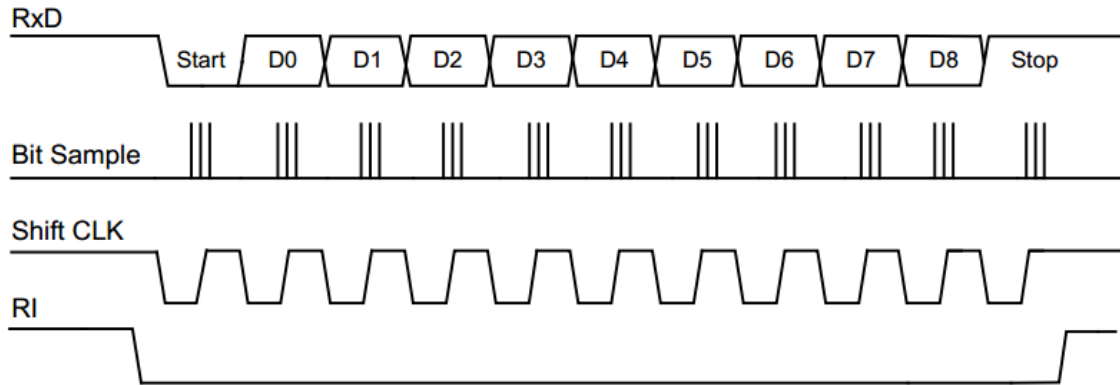 RxD
Start D0 D1 D2 D3 D4 D5 D6 D7 D8 Stop
Bit Sample
Shift CLK
RI